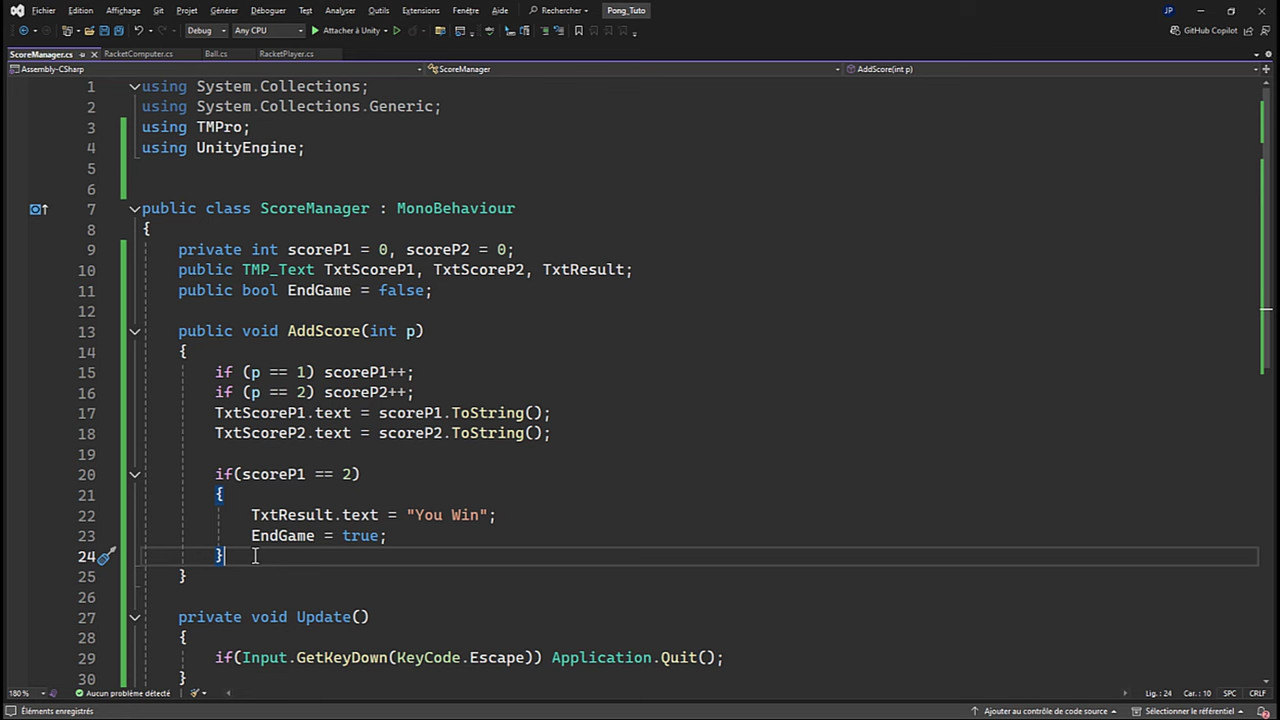 Fichier Edition Affichage Git Projet Générer Déboguer Test Analyser Outils Extensions Fenêtre Aide Rechercher Pong_Tuto JP
Debug Any CPU Attacher à Unity GitHub Copilot
ScoreManager.cs RacketComputer.cs Ball.cs RacketPlayer.cs
Assembly-CSharp ScoreManager AddScore(int p)
1 using System.Collections;
2 using System.Collections.Generic;
3 using TMPro;
4 using UnityEngine;
5
6
7 public class ScoreManager : MonoBehaviour
8 {
9 private int scoreP1 = 0, scoreP2 = 0;
10 public TMP_Text TxtScoreP1, TxtScoreP2, TxtResult;
11 public bool EndGame = false;
12
13 public void AddScore(int p)
14 {
15 if (p == 1) scoreP1++;
16 if (p == 2) scoreP2++;
17 TxtScoreP1.text = scoreP1.ToString();
18 TxtScoreP2.text = scoreP2.ToString();
19
20 if(scoreP1 == 2)
21 {
22 TxtResult.text = "You Win";
23 EndGame = true;
24 }
25 }
26
27 private void Update()
28 {
29 if(Input.GetKeyDown(KeyCode.Escape)) Application.Quit();
30 }
180 % Aucun problème détecté Lig. : 24 Car. : 10 SPC CRLF
Éléments enregistrés Ajouter au contrôle de code source Sélectionner le référentiel 2